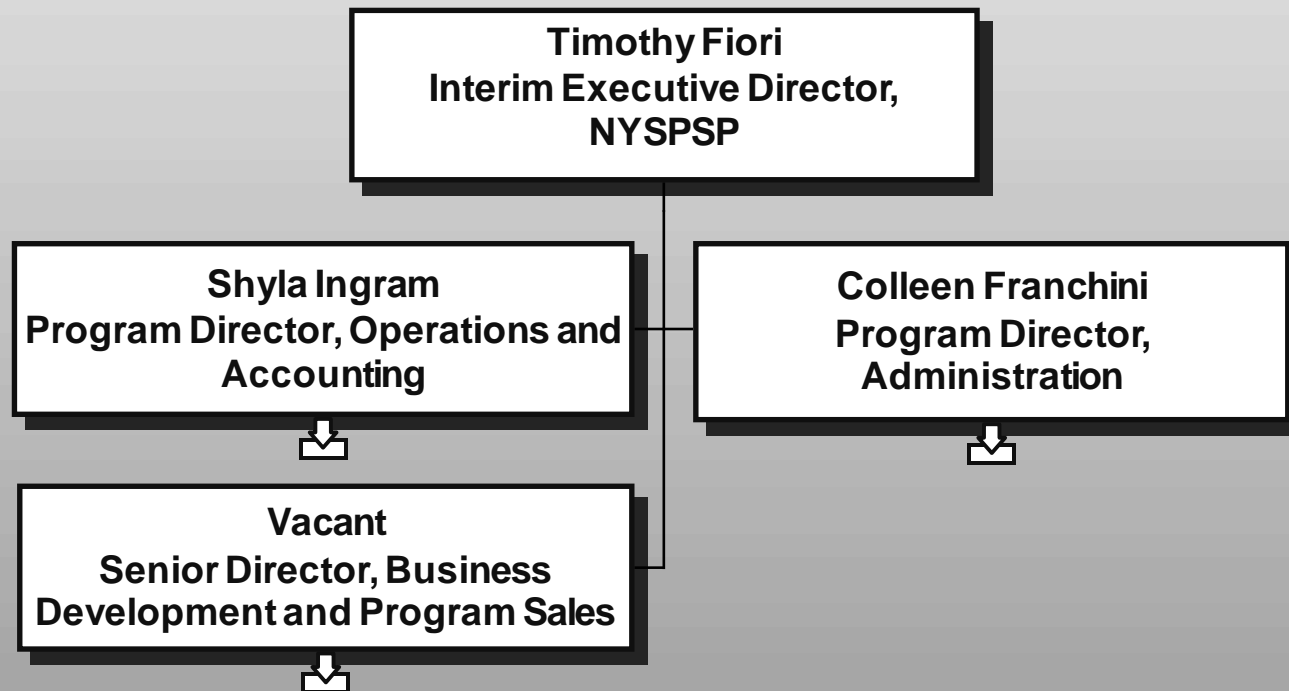 Timothy Fiori
Interim Executive Director,
NYSPSP
Shyla Ingram
Program Director, Operations and
Accounting
Colleen Franchini
Program Director,
Administration
Vacant
Senior Director, Business
Development and Program Sales